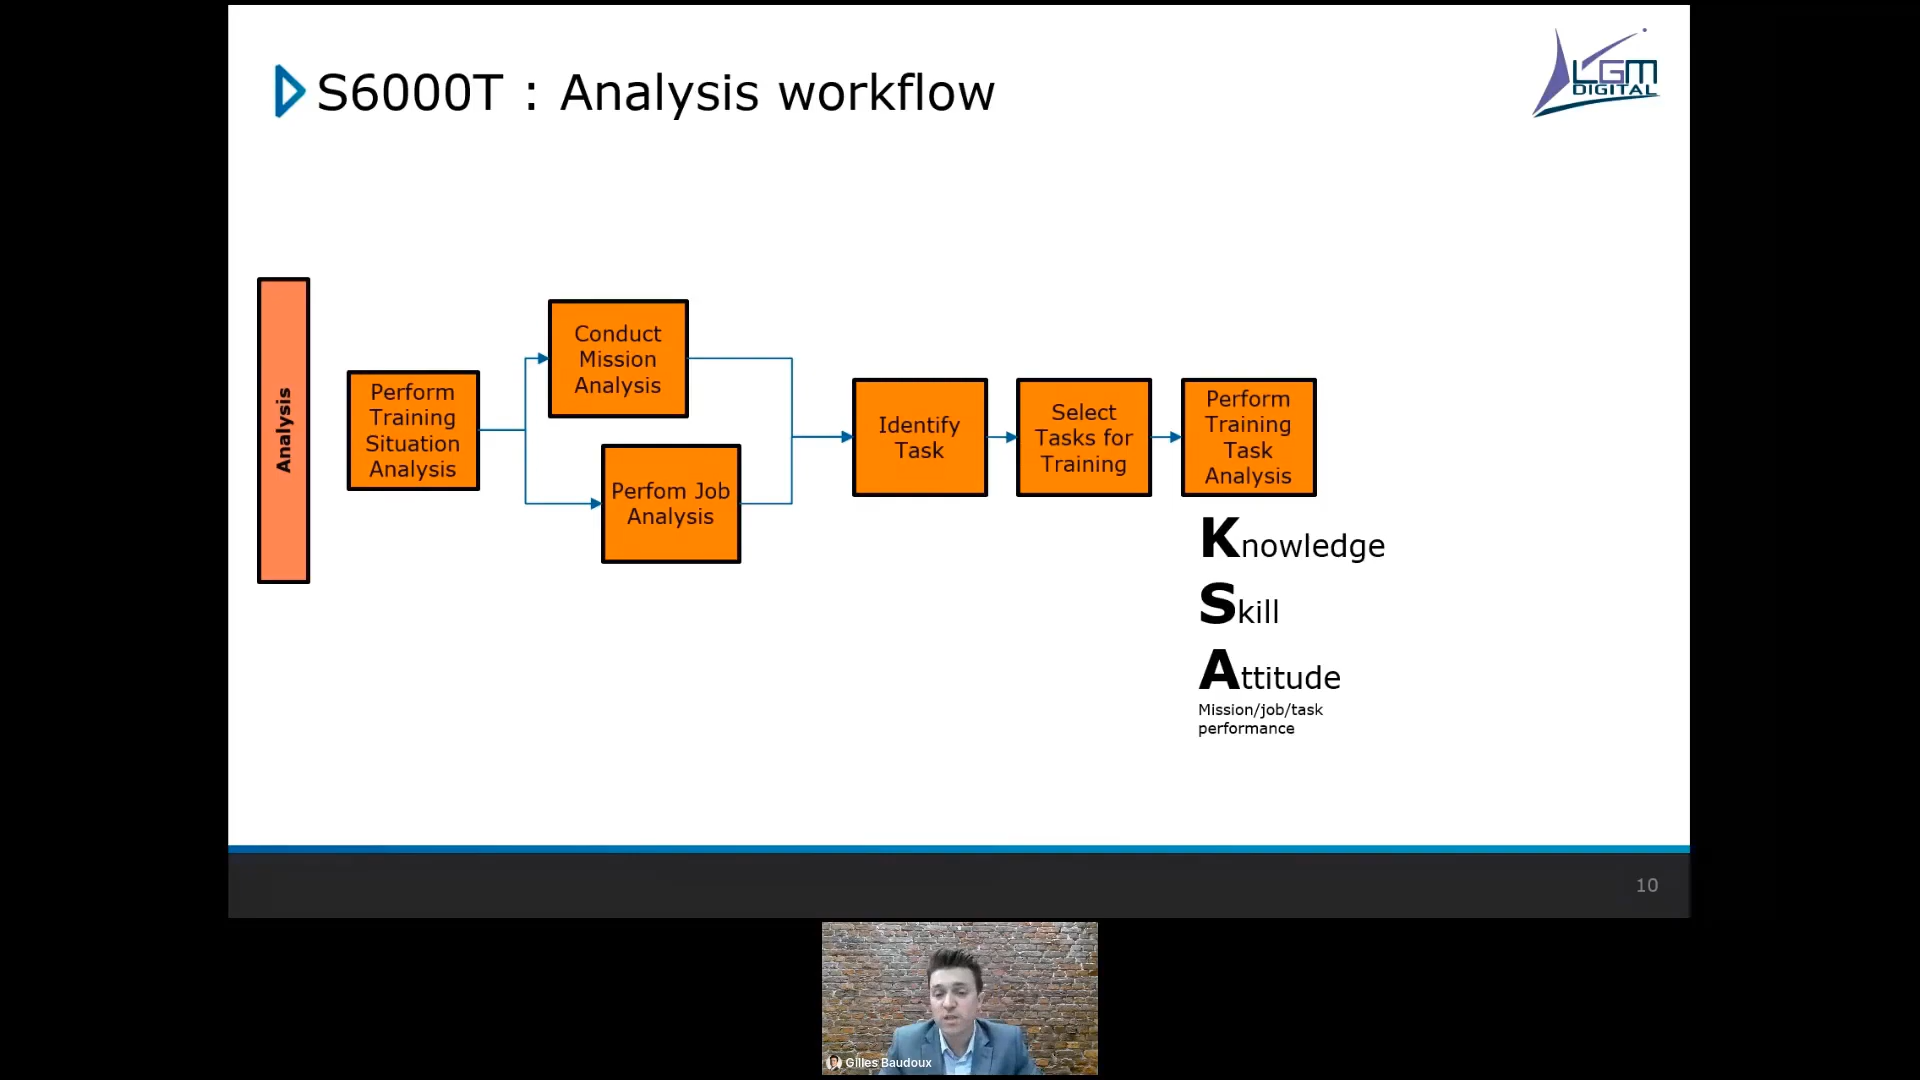 S6000T : Analysis workflow
LGM
DIGITAL
Analysis
Perform
Training
Situation
Analysis
Conduct
Mission
Analysis
Perfom Job
Analysis
Identify
Task
Select
Tasks for
Training
Perform
Training
Task
Analysis
Knowledge
Skill
Attitude
Mission/job/task
performance
10
Gilles Baudoux